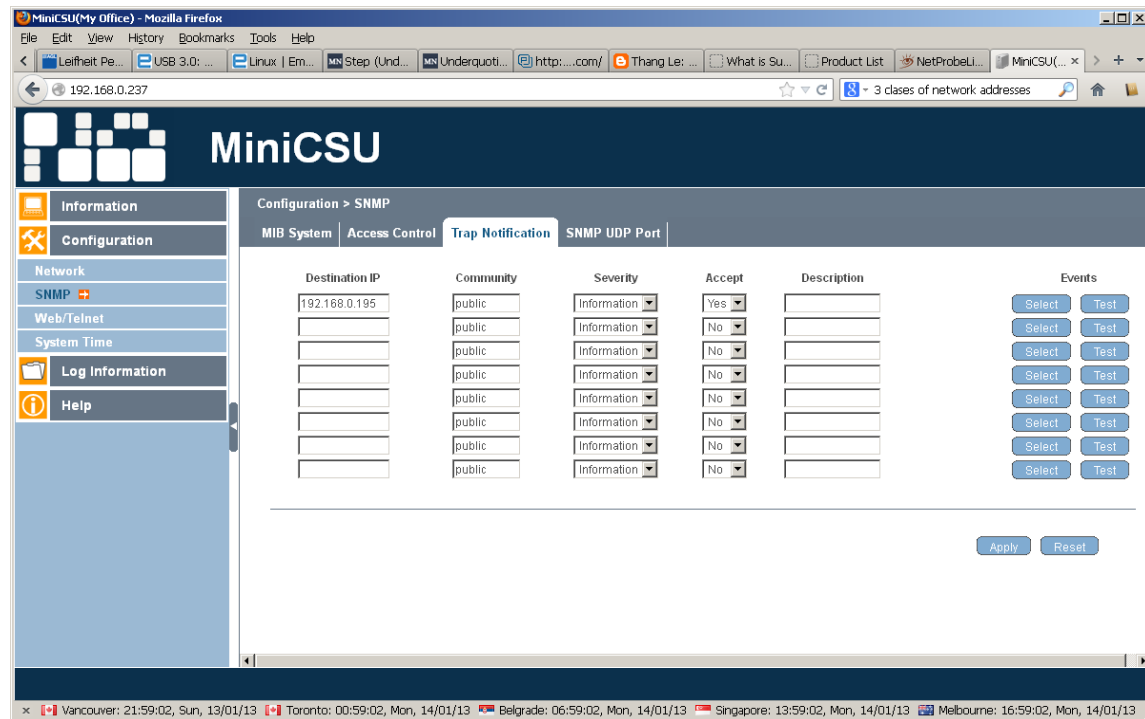 MiniCSU(My Office) - Mozilla Firefox
File Edit View History Bookmarks Tools Help
Leifheit Pe... USB 3.0: ... Linux | Em... MN Step (Und... MN Underquoti... http:....com/ Thang Le: ... What is Su... Product List NetProbeLi... MiniCSU(... ×
192.168.0.237 8 3 clases of network addresses
MiniCSU
Information
Configuration
Network
SNMP
Web/Telnet
System Time
Log Information
Help
Configuration > SNMP
MIB System Access Control Trap Notification SNMP UDP Port
Destination IP Community Severity Accept Description Events
192.168.0.195 public Information Yes Select Test
public Information No Select Test
public Information No Select Test
public Information No Select Test
public Information No Select Test
public Information No Select Test
public Information No Select Test
public Information No Select Test
Apply Reset
× Vancouver: 21:59:02, Sun, 13/01/13 Toronto: 00:59:02, Mon, 14/01/13 Belgrade: 06:59:02, Mon, 14/01/13 Singapore: 13:59:02, Mon, 14/01/13 Melbourne: 16:59:02, Mon, 14/01/13